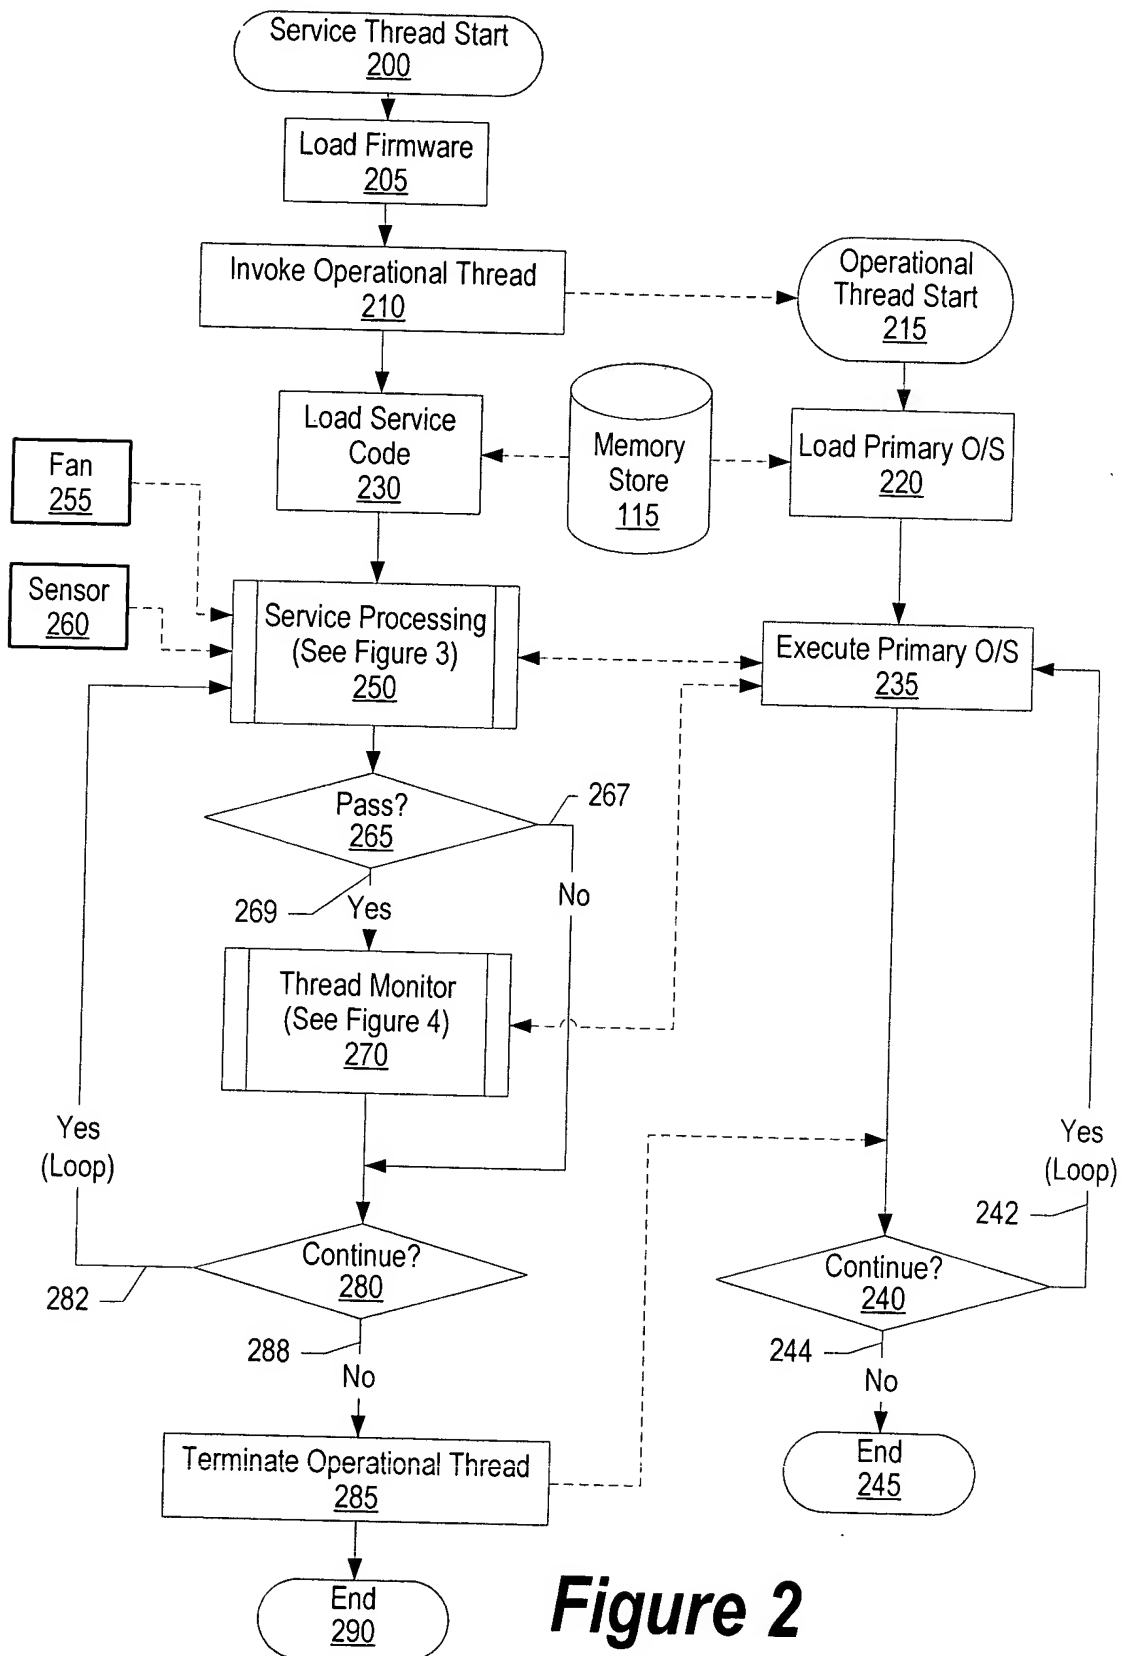 Service Thread Start
200
Load Firmware
205
Invoke Operational Thread
210
Operational
Thread Start
215
Load Service
Code
230
Memory
Store
115
Load Primary O/S
220
Fan
255
Sensor
260
Service Processing
(See Figure 3)
250
Execute Primary O/S
235
Pass?
265
267
No
269
Yes
Thread Monitor
(See Figure 4)
270
Yes
(Loop)
Yes
(Loop)
242
Continue?
280
282
Continue?
240
288
No
244
No
Terminate Operational Thread
285
End
245
End
290
Figure 2